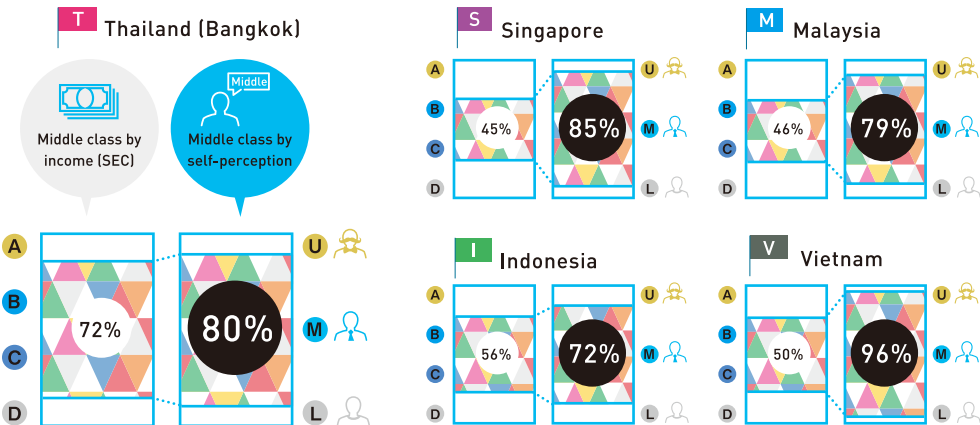 T
Thailand (Bangkok)
Middle class by
income (SEC)
Middle
Middle class by
self-perception
A
B
C
D
72%
80%
U
M
L
S
Singapore
A
B
C
D
45%
85%
U
M
L
M
Malaysia
A
B
C
D
46%
79%
U
M
L
I
Indonesia
A
B
C
D
56%
72%
U
M
L
V
Vietnam
A
B
C
D
50%
96%
U
M
L